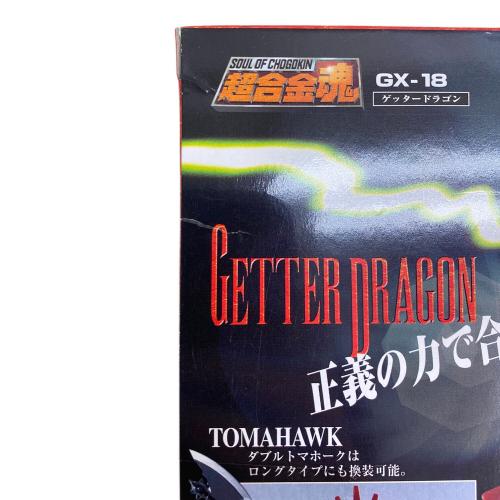 SOUL OF CHOGOKIN
超合金魂
GX-18
ゲッタードラゴン
GETTER DRAGON
正義の力で合
TOMAHAWK
ダブルトマホークは
ロングタイプにも換装可能。